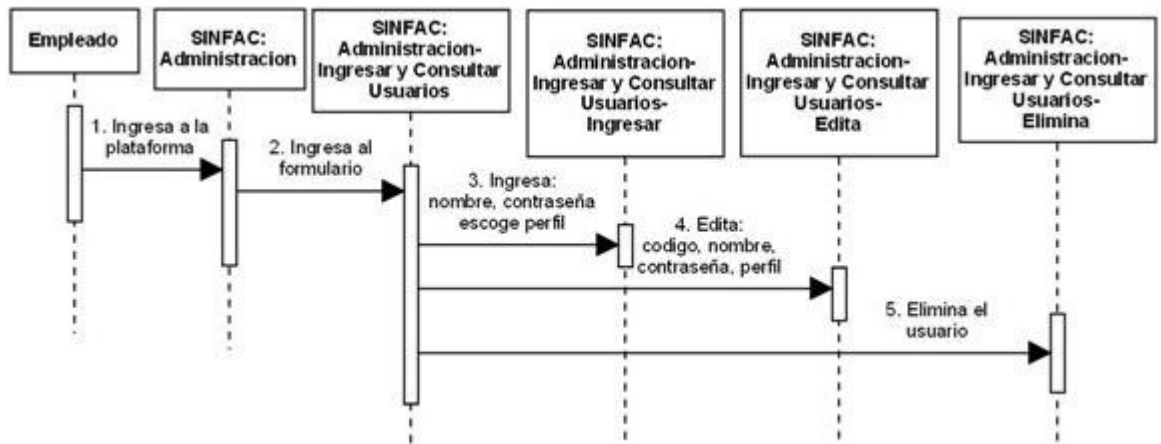 Empleado
SINFAC:
Administracion
SINFAC:
Administracion-
Ingresar y Consultar
Usuarios
SINFAC:
Administracion-
Ingresar y Consultar
Usuarios-
Ingresar
SINFAC:
Administracion-
Ingresar y Consultar
Usuarios-
Edita
SINFAC:
Administracion-
Ingresar y Consultar
Usuarios-
Elimina
1. Ingresa a la
plataforma
2. Ingresa al
formulario
3. Ingresa:
nombre, contraseña
escoge perfil
4. Edita:
codigo, nombre,
contraseña, perfil
5. Elimina el
usuario